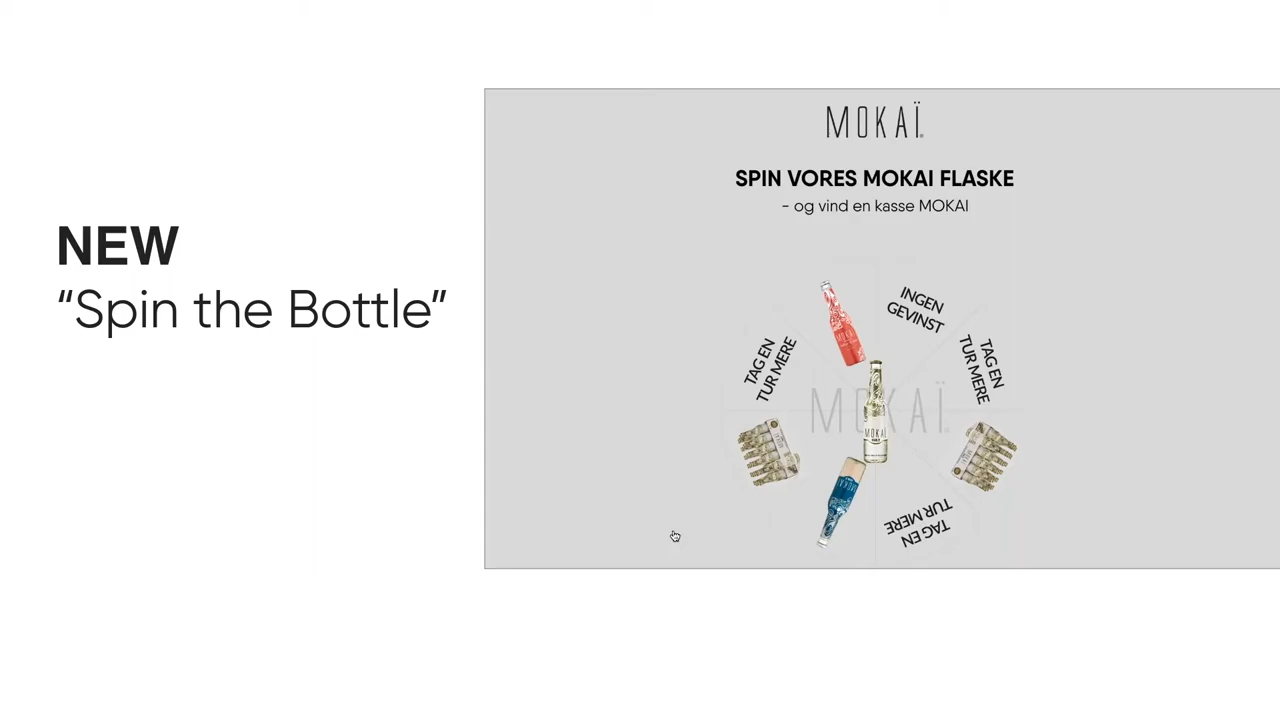 NEW
“Spin the Bottle”
MOKAÏ®
SPIN VORES MOKAI FLASKE
- og vind en kasse MOKAI
INGEN
GEVINST
TAG EN
TUR MERE
TAG EN
TUR MERE
MOKAÏ
MOKAÏ
TAG EN
TUR MERE